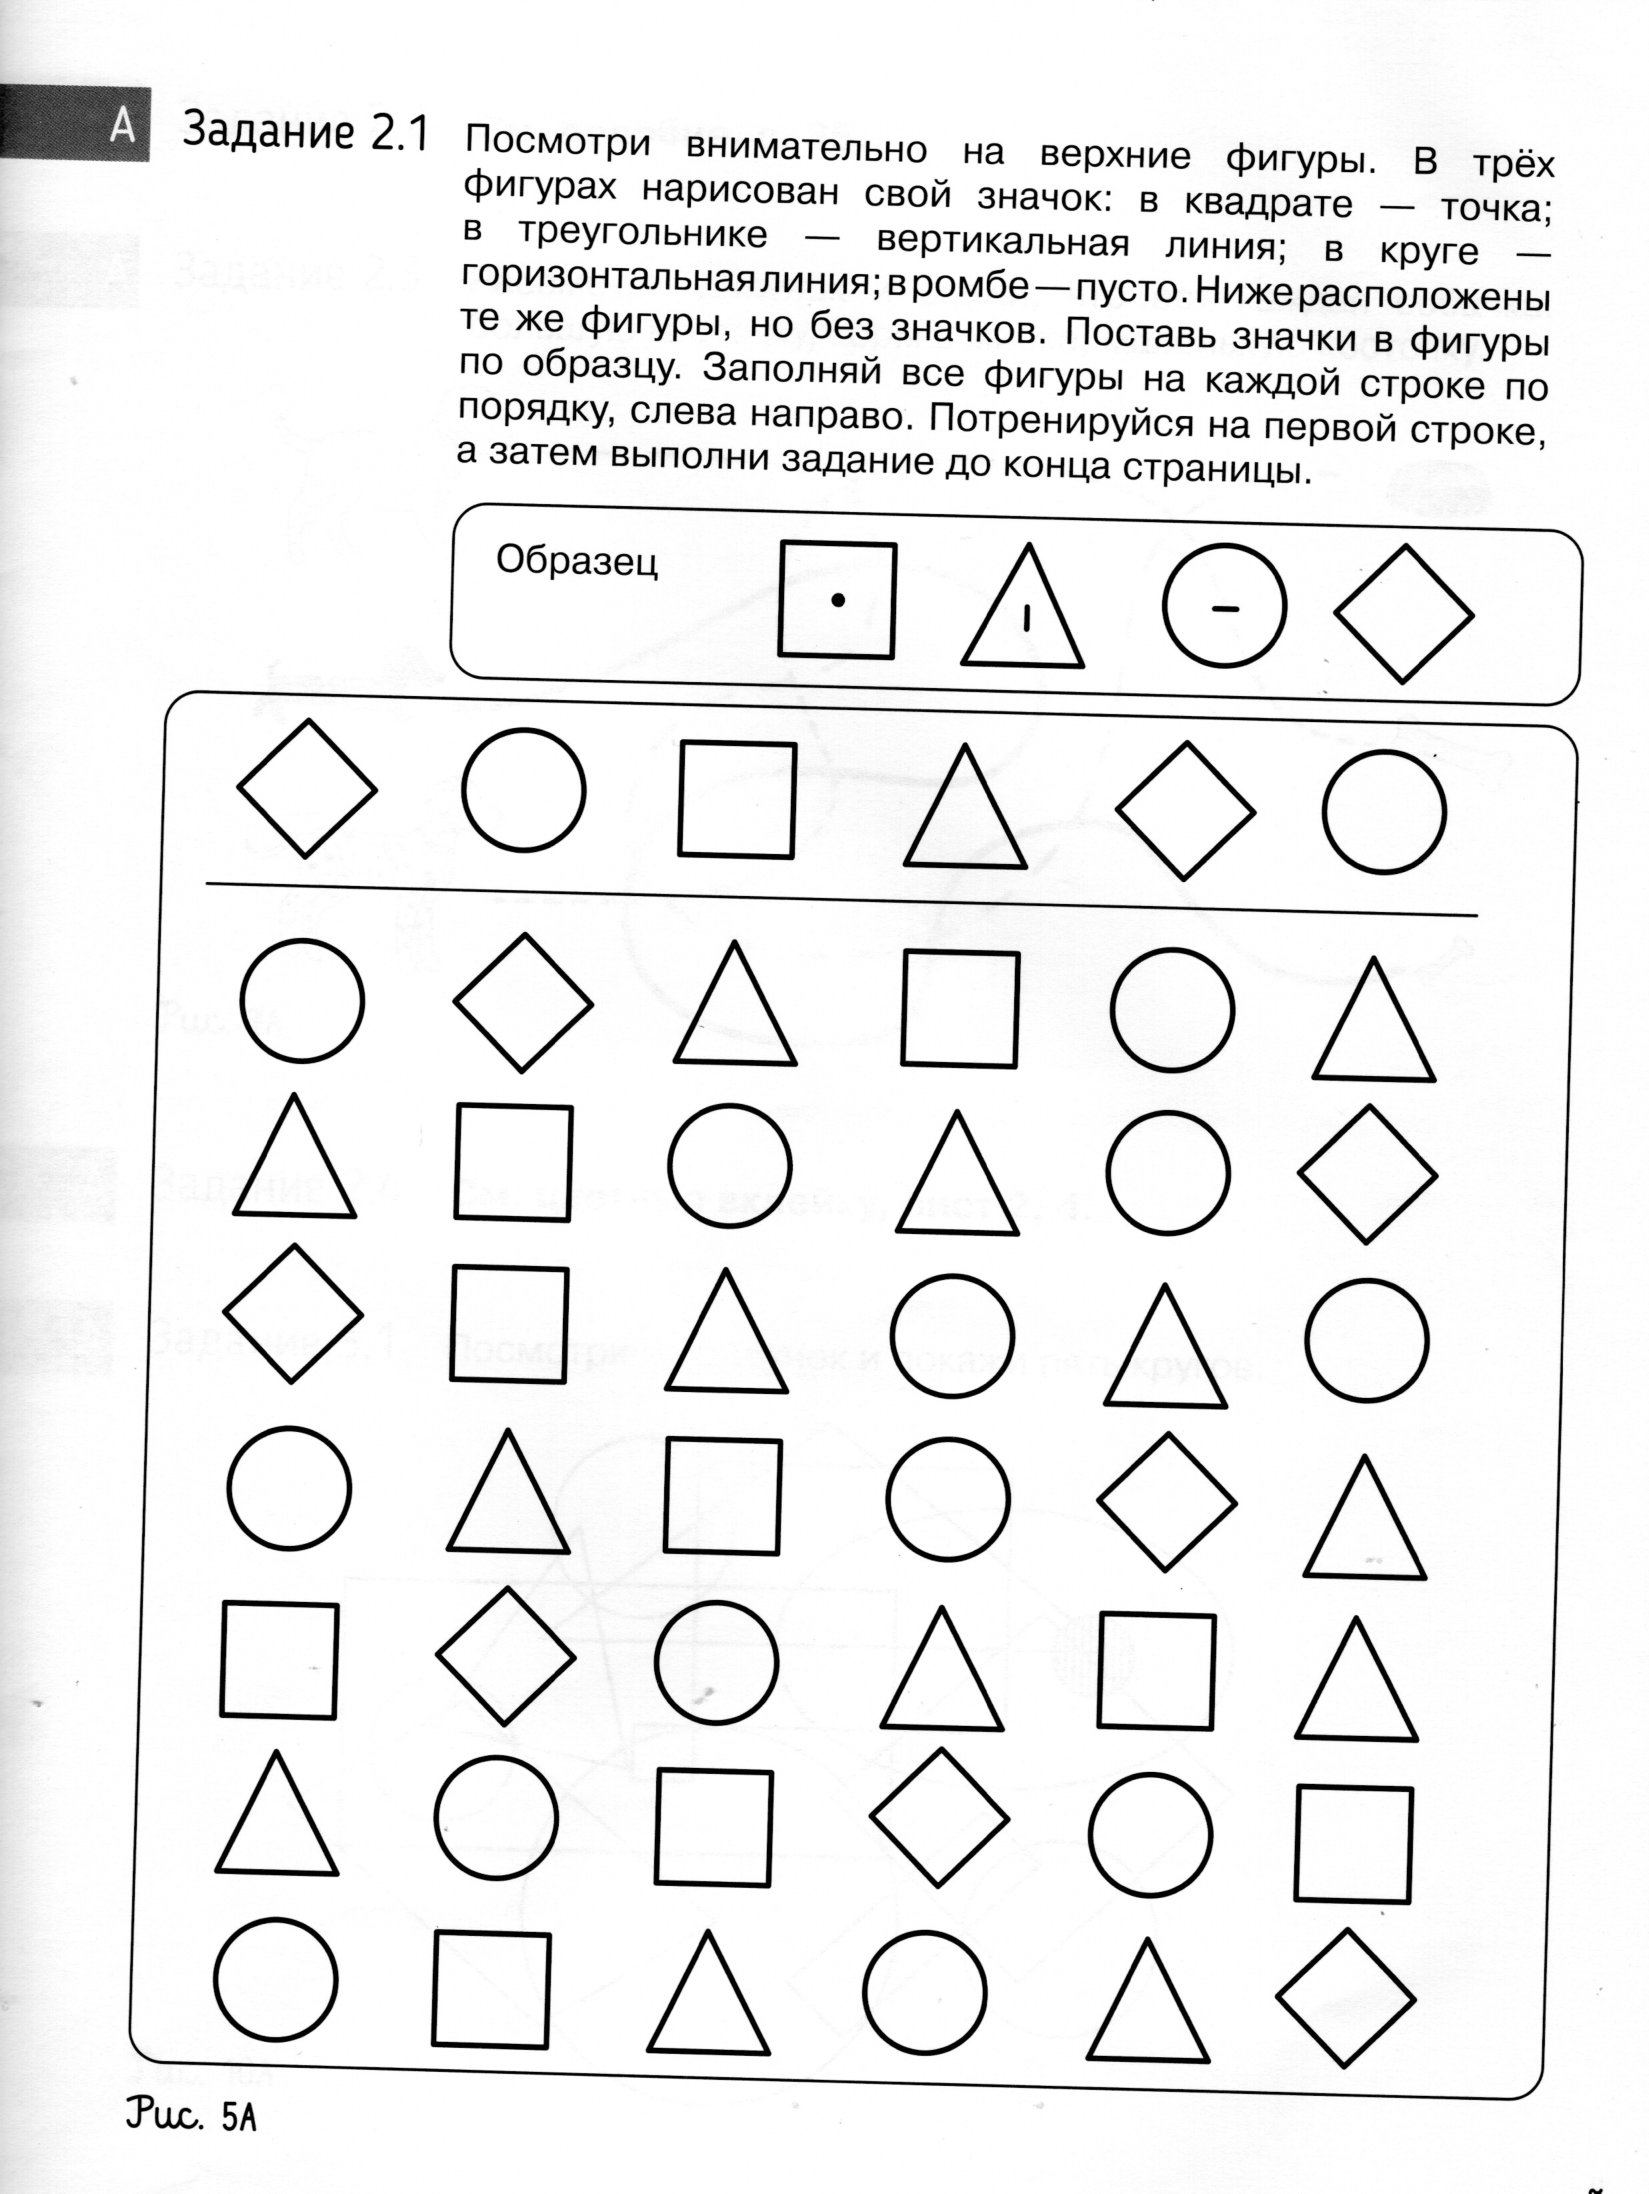 А
Задание 2.1
Посмотри внимательно на верхние фигуры. В трёх
фигурах нарисован свой значок: в квадрате — точка;
в треугольнике — вертикальная линия; в круге —
горизонтальная линия; в ромбе — пусто. Ниже расположены
те же фигуры, но без значков. Поставь значки в фигуры
по образцу. Заполняй все фигуры на каждой строке по
порядку, слева направо. Потренируйся на первой строке,
а затем выполни задание до конца страницы.
Образец
Рис. 5А